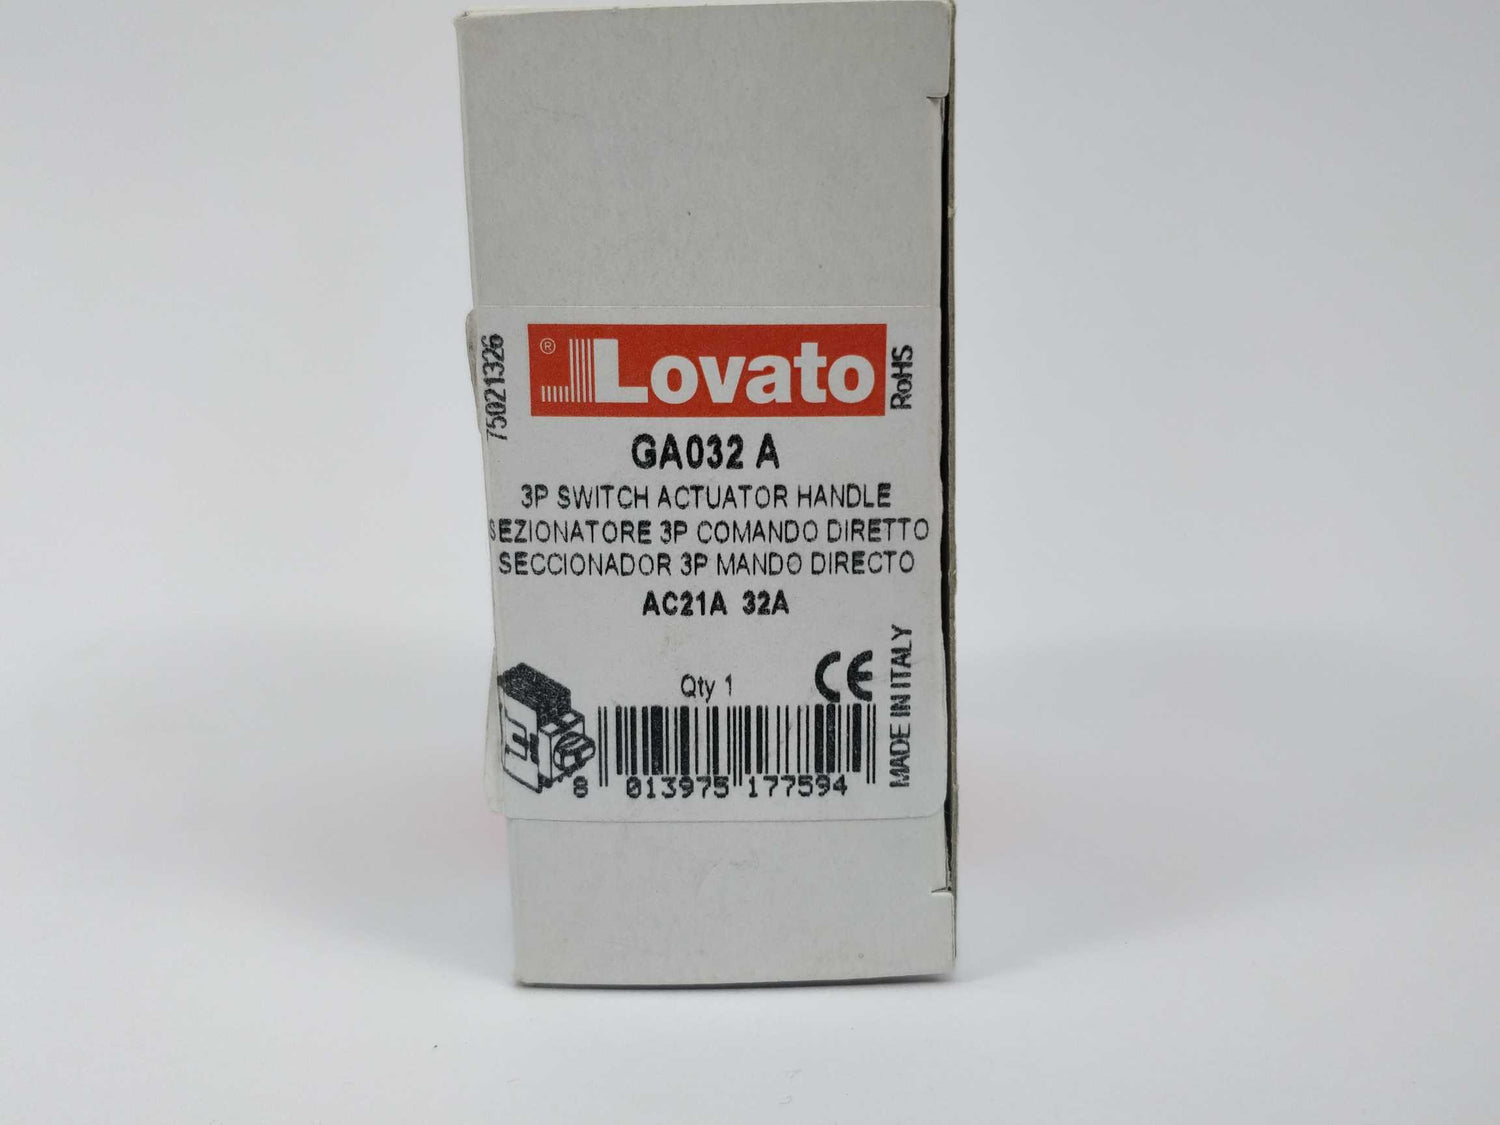 75021326
® Lovato
RoHS
GA032 A
3P SWITCH ACTUATOR HANDLE
SEZIONATORE 3P COMANDO DIRETTO
SECCIONADOR 3P MANDO DIRECTO
AC21A 32A
Qty 1
CE
MADE IN ITALY
8 013975 177594